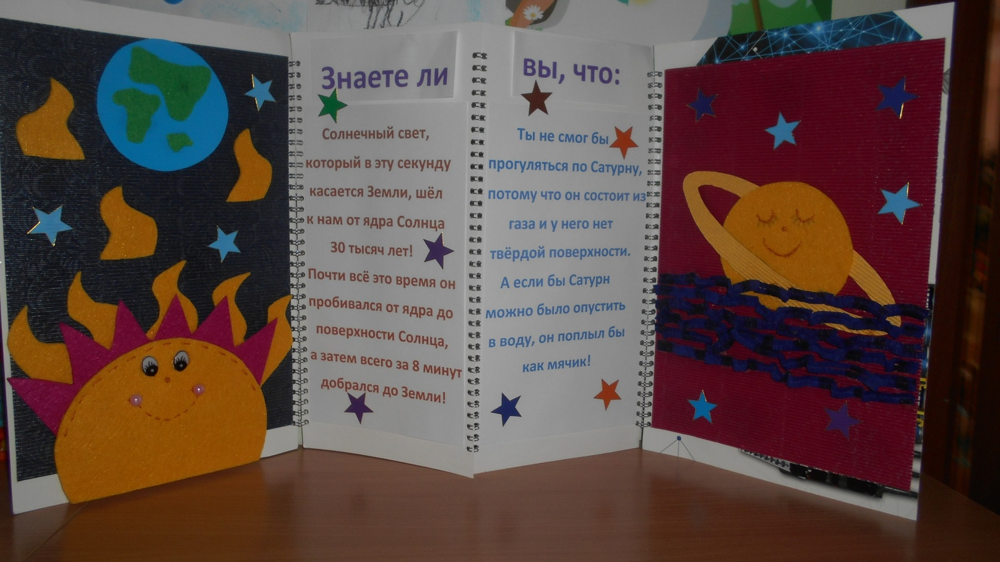 Знаете ли
вы, что:
Солнечный свет,
который в эту секунду
касается Земли, шёл
к нам от ядра Солнца
30 тысяч лет!
Почти всё это время он
пробивался от ядра до
поверхности Солнца,
а затем всего за 8 минут
добрался до Земли!
Ты не смог бы
прогуляться по Сатурну,
потому что он состоит из
газа и у него нет
твёрдой поверхности.
А если бы Сатурн
можно было опустить
в воду, он поплыл бы
как мячик!